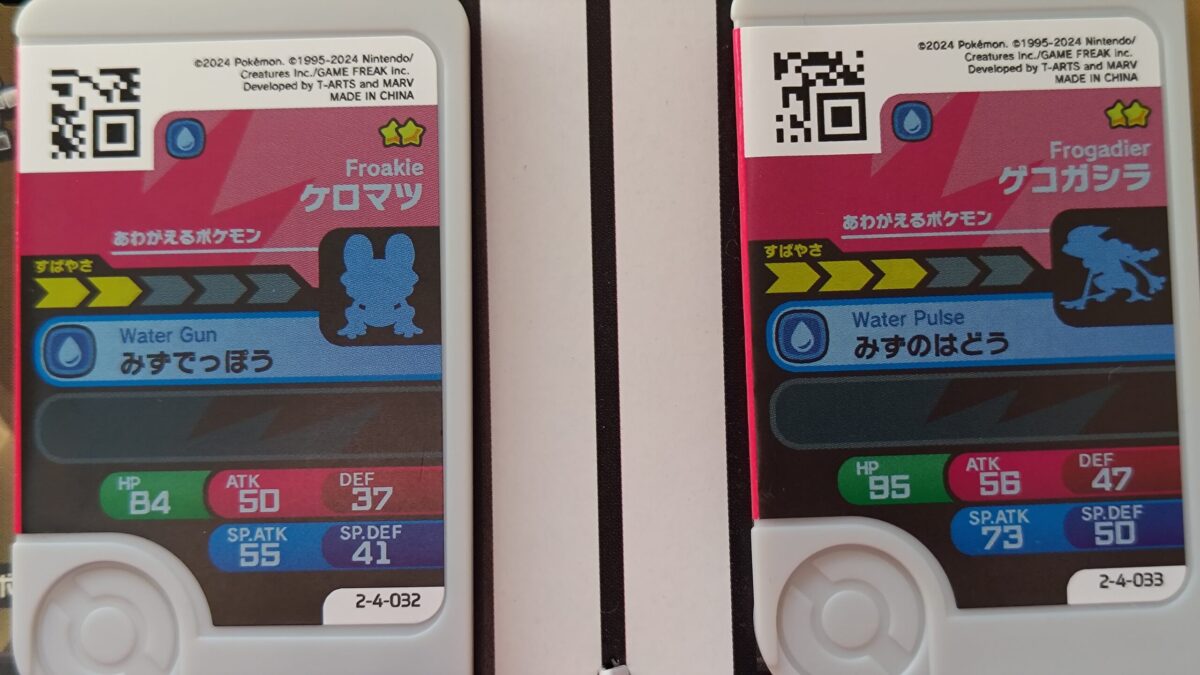 ©2024 Pokémon. ©1995-2024 Nintendo/
Creatures Inc./GAME FREAK inc.
Developed by T-ARTS and MARV
MADE IN CHINA
Froakie
ケロマツ
あわがえるポケモン
すばやさ
Water Gun
みずでっぽう
HP
84
ATK
50
DEF
37
SP.ATK
55
SP.DEF
41
2-4-032
©2024 Pokémon. ©1995-2024 Nintendo/
Creatures Inc./GAME FREAK inc.
Developed by T-ARTS and MARV
MADE IN CHINA
Frogadier
ゲコガシラ
あわがえるポケモン
すばやさ
Water Pulse
みずのはどう
HP
95
ATK
56
DEF
47
SP.ATK
73
SP.DEF
50
2-4-033